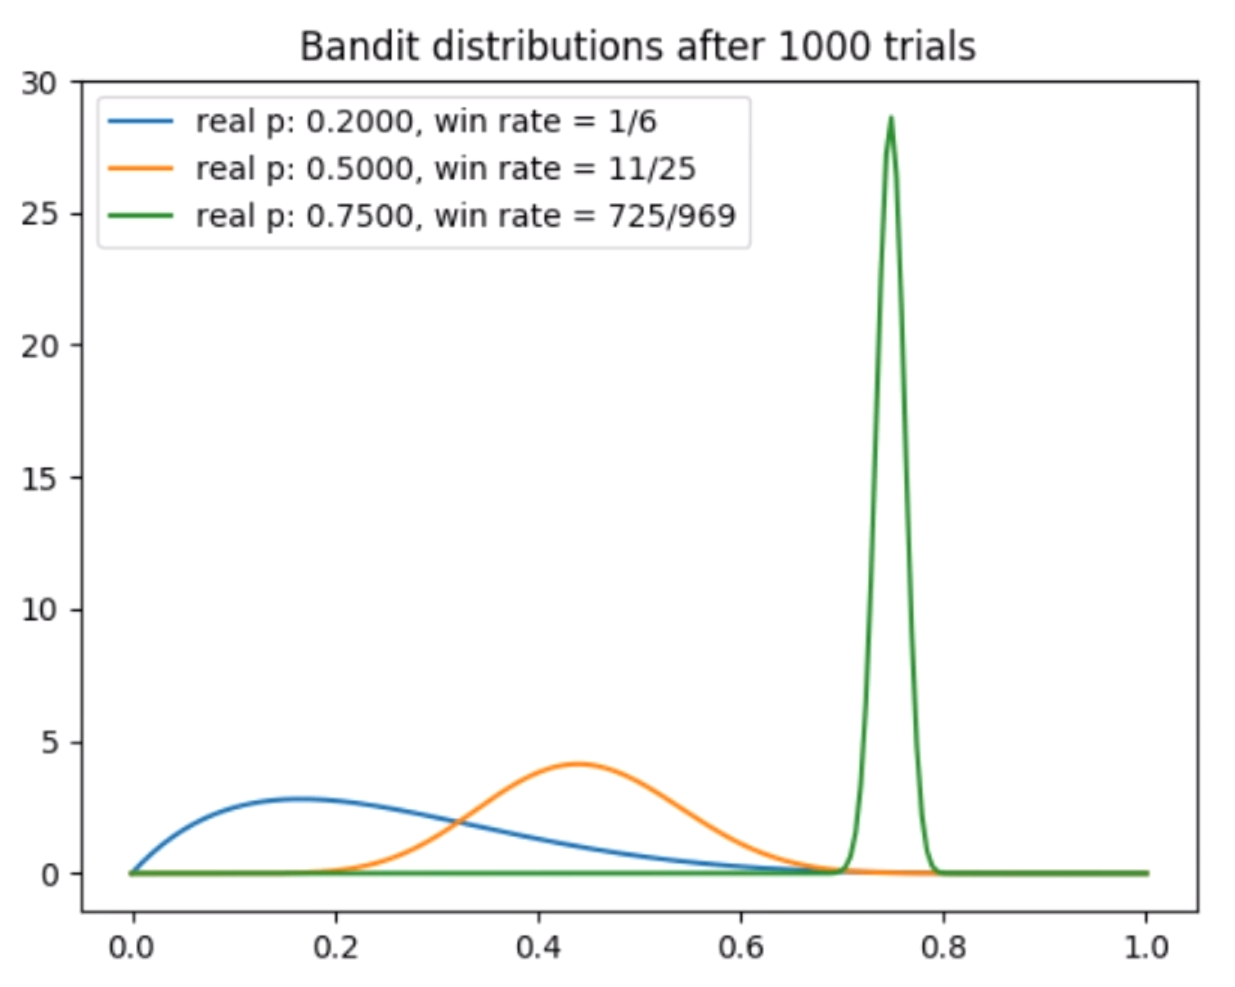 Bandit distributions after 1000 trials
30
25
20
15
10
5
0
real p: 0.2000, win rate = 1/6
real p: 0.5000, win rate = 11/25
real p: 0.7500, win rate = 725/969
0.0 0.2 0.4 0.6 0.8 1.0